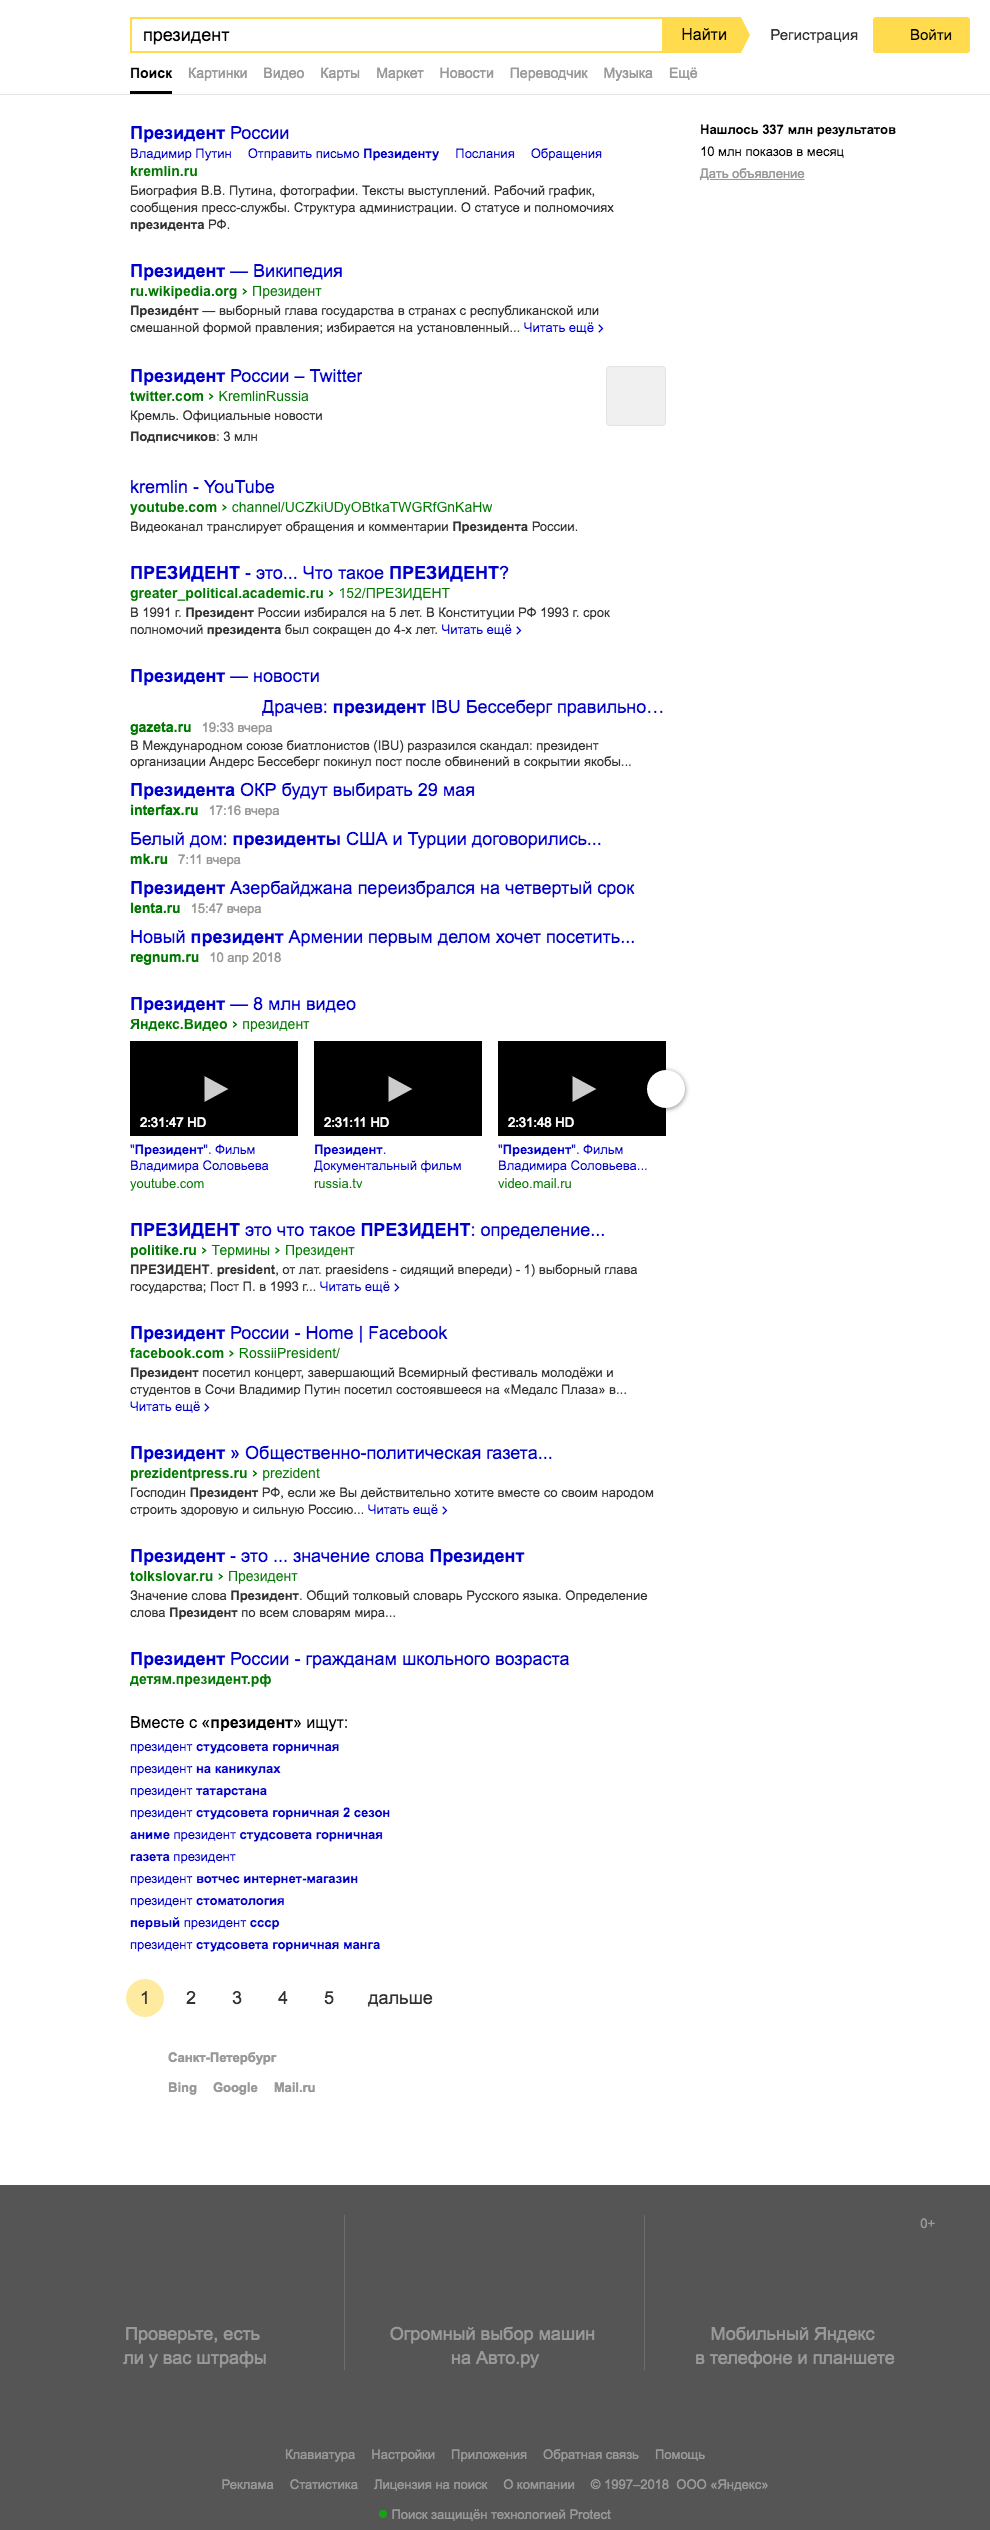 президент
Найти
Регистрация
Войти
Поиск Картинки Видео Карты Маркет Новости Переводчик Музыка Ещё
Президент России
Владимир Путин Отправить письмо Президенту Послания Обращения
kremlin.ru
Биография В.В. Путина, фотографии. Тексты выступлений. Рабочий график,
сообщения пресс-службы. Структура администрации. О статусе и полномочиях
президента РФ.
Нашлось 337 млн результатов
10 млн показов в месяц
Дать объявление
Президент — Википедия
ru.wikipedia.org › Президент
Президе́нт — выборный глава государства в странах с республиканской или
смешанной формой правления; избирается на установленный... Читать ещё ›
Президент России – Twitter
twitter.com › KremlinRussia
Кремль. Официальные новости
Подписчиков: 3 млн
kremlin - YouTube
youtube.com › channel/UCZkiUDyOBtkaTWGRfGnKaHw
Видеоканал транслирует обращения и комментарии Президента России.
ПРЕЗИДЕНТ - это... Что такое ПРЕЗИДЕНТ?
greater_political.academic.ru › 152/ПРЕЗИДЕНТ
В 1991 г. Президент России избирался на 5 лет. В Конституции РФ 1993 г. срок
полномочий президента был сокращен до 4-х лет. Читать ещё ›
Президент — новости
Драчев: президент IBU Бессеберг правильно…
gazeta.ru 19:33 вчера
В Международном союзе биатлонистов (IBU) разразился скандал: президент
организации Андерс Бессеберг покинул пост после обвинений в сокрытии якобы...
Президента ОКР будут выбирать 29 мая
interfax.ru 17:16 вчера
Белый дом: президенты США и Турции договорились...
mk.ru 7:11 вчера
Президент Азербайджана переизбрался на четвертый срок
lenta.ru 15:47 вчера
Новый президент Армении первым делом хочет посетить...
regnum.ru 10 апр 2018
Президент — 8 млн видео
Яндекс.Видео › президент
2:31:47 HD 2:31:11 HD 2:31:48 HD
"Президент". Фильм
Владимира Соловьева
youtube.com
Президент.
Документальный фильм
russia.tv
"Президент". Фильм
Владимира Соловьева...
video.mail.ru
ПРЕЗИДЕНТ это что такое ПРЕЗИДЕНТ: определение...
politike.ru › Термины › Президент
ПРЕЗИДЕНТ. president, от лат. praesidens - сидящий впереди) - 1) выборный глава
государства; Пост П. в 1993 г... Читать ещё ›
Президент России - Home | Facebook
facebook.com › RossiiPresident/
Президент посетил концерт, завершающий Всемирный фестиваль молодёжи и
студентов в Сочи Владимир Путин посетил состоявшееся на «Медалс Плаза» в...
Читать ещё ›
Президент » Общественно-политическая газета...
prezidentpress.ru › prezident
Господин Президент РФ, если же Вы действительно хотите вместе со своим народом
строить здоровую и сильную Россию... Читать ещё ›
Президент - это ... значение слова Президент
tolkslovar.ru › Президент
Значение слова Президент. Общий толковый словарь Русского языка. Определение
слова Президент по всем словарям мира...
Президент России - гражданам школьного возраста
детям.президент.рф
Вместе с «президент» ищут:
президент студсовета горничная
президент на каникулах
президент татарстана
президент студсовета горничная 2 сезон
аниме президент студсовета горничная
газета президент
президент вотчес интернет-магазин
президент стоматология
первый президент ссср
президент студсовета горничная манга
1 2 3 4 5 дальше
Санкт-Петербург
Bing Google Mail.ru
0+
Проверьте, есть
ли у вас штрафы
Огромный выбор машин
на Авто.ру
Мобильный Яндекс
в телефоне и планшете
Клавиатура Настройки Приложения Обратная связь Помощь
Реклама Статистика Лицензия на поиск О компании © 1997–2018 ООО «Яндекс»
Поиск защищён технологией Protect